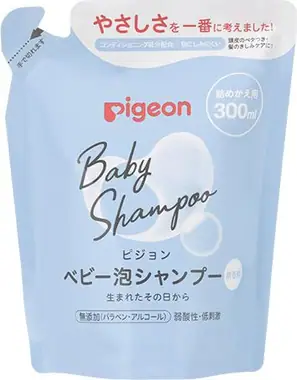 やさしさを一番に考えました!
コンディショニング成分配合
目にしみにくい
頭皮のベタつき・
髪のきしみケアに!
手で切れます。
pigeon
詰めかえ用
300ml
Baby
Shampoo
ピジョン
ベビー泡シャンプー
生まれたその日から
無添加(パラベン・アルコール)
弱酸性・低刺激